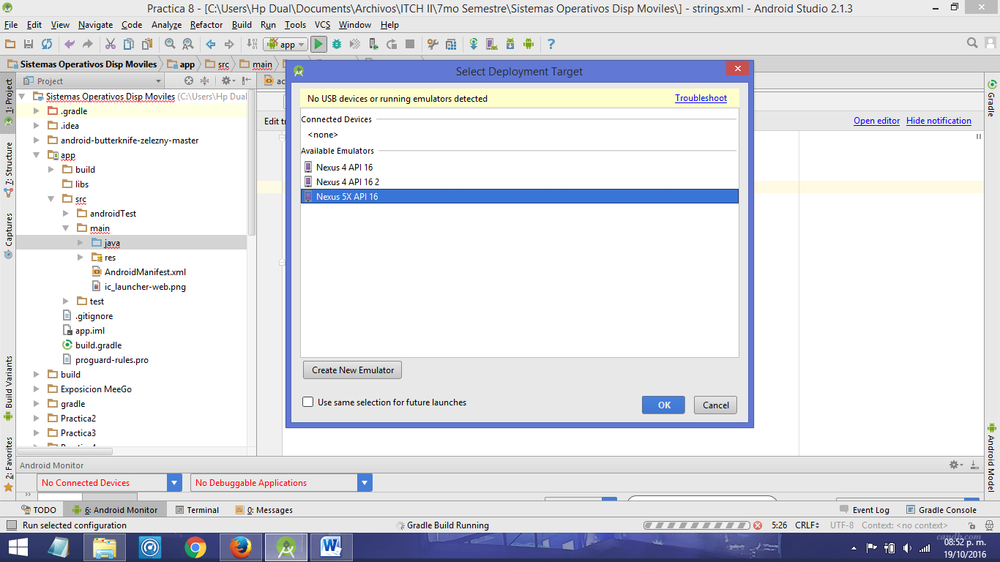 Practica 8 - [C:\Users\Hp Dual\Documents\Archivos\ITCH II\7mo Semestre\Sistemas Operativos Disp Moviles\] - strings.xml - Android Studio 2.1.3
File Edit View Navigate Code Analyze Refactor Build Run Tools VCS Window Help
app
Sistemas Operativos Disp Moviles app src main
Project
1: Project
7: Structure
Captures
Build Variants
2: Favorites
Sistemas Operativos Disp Moviles (C:\Users\Hp Dual
.gradle
.idea
android-butterknife-zelezny-master
app
build
libs
src
androidTest
main
java
res
AndroidManifest.xml
ic_launcher-web.png
test
.gitignore
app.iml
build.gradle
proguard-rules.pro
build
Exposicion MeeGo
gradle
Practica2
Practica3
ac
Edit tr
Open editor Hide notification
Gradle
Android Model
Select Deployment Target
No USB devices or running emulators detected Troubleshoot
Connected Devices
<none>
Available Emulators
Nexus 4 API 16
Nexus 4 API 16 2
Nexus 5X API 16
Create New Emulator
Use same selection for future launches
OK Cancel
Android Monitor
No Connected Devices No Debuggable Applications
TODO 6: Android Monitor Terminal 0: Messages Event Log Gradle Console
Run selected configuration Gradle Build Running 5:26 CRLF UTF-8 Context: <no context>
08:52 p. m.
19/10/2016